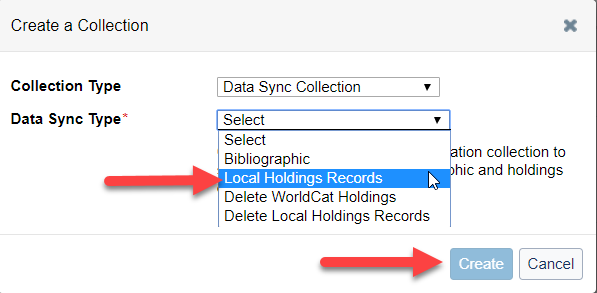 Create a Collection
Collection Type
Data Sync Collection
Data Sync Type*
Select
Select
Bibliographic
ation collection to
Local Holdings Records
phic and holdings
Delete WorldCat Holdings
Delete Local Holdings Records
Create
Cancel